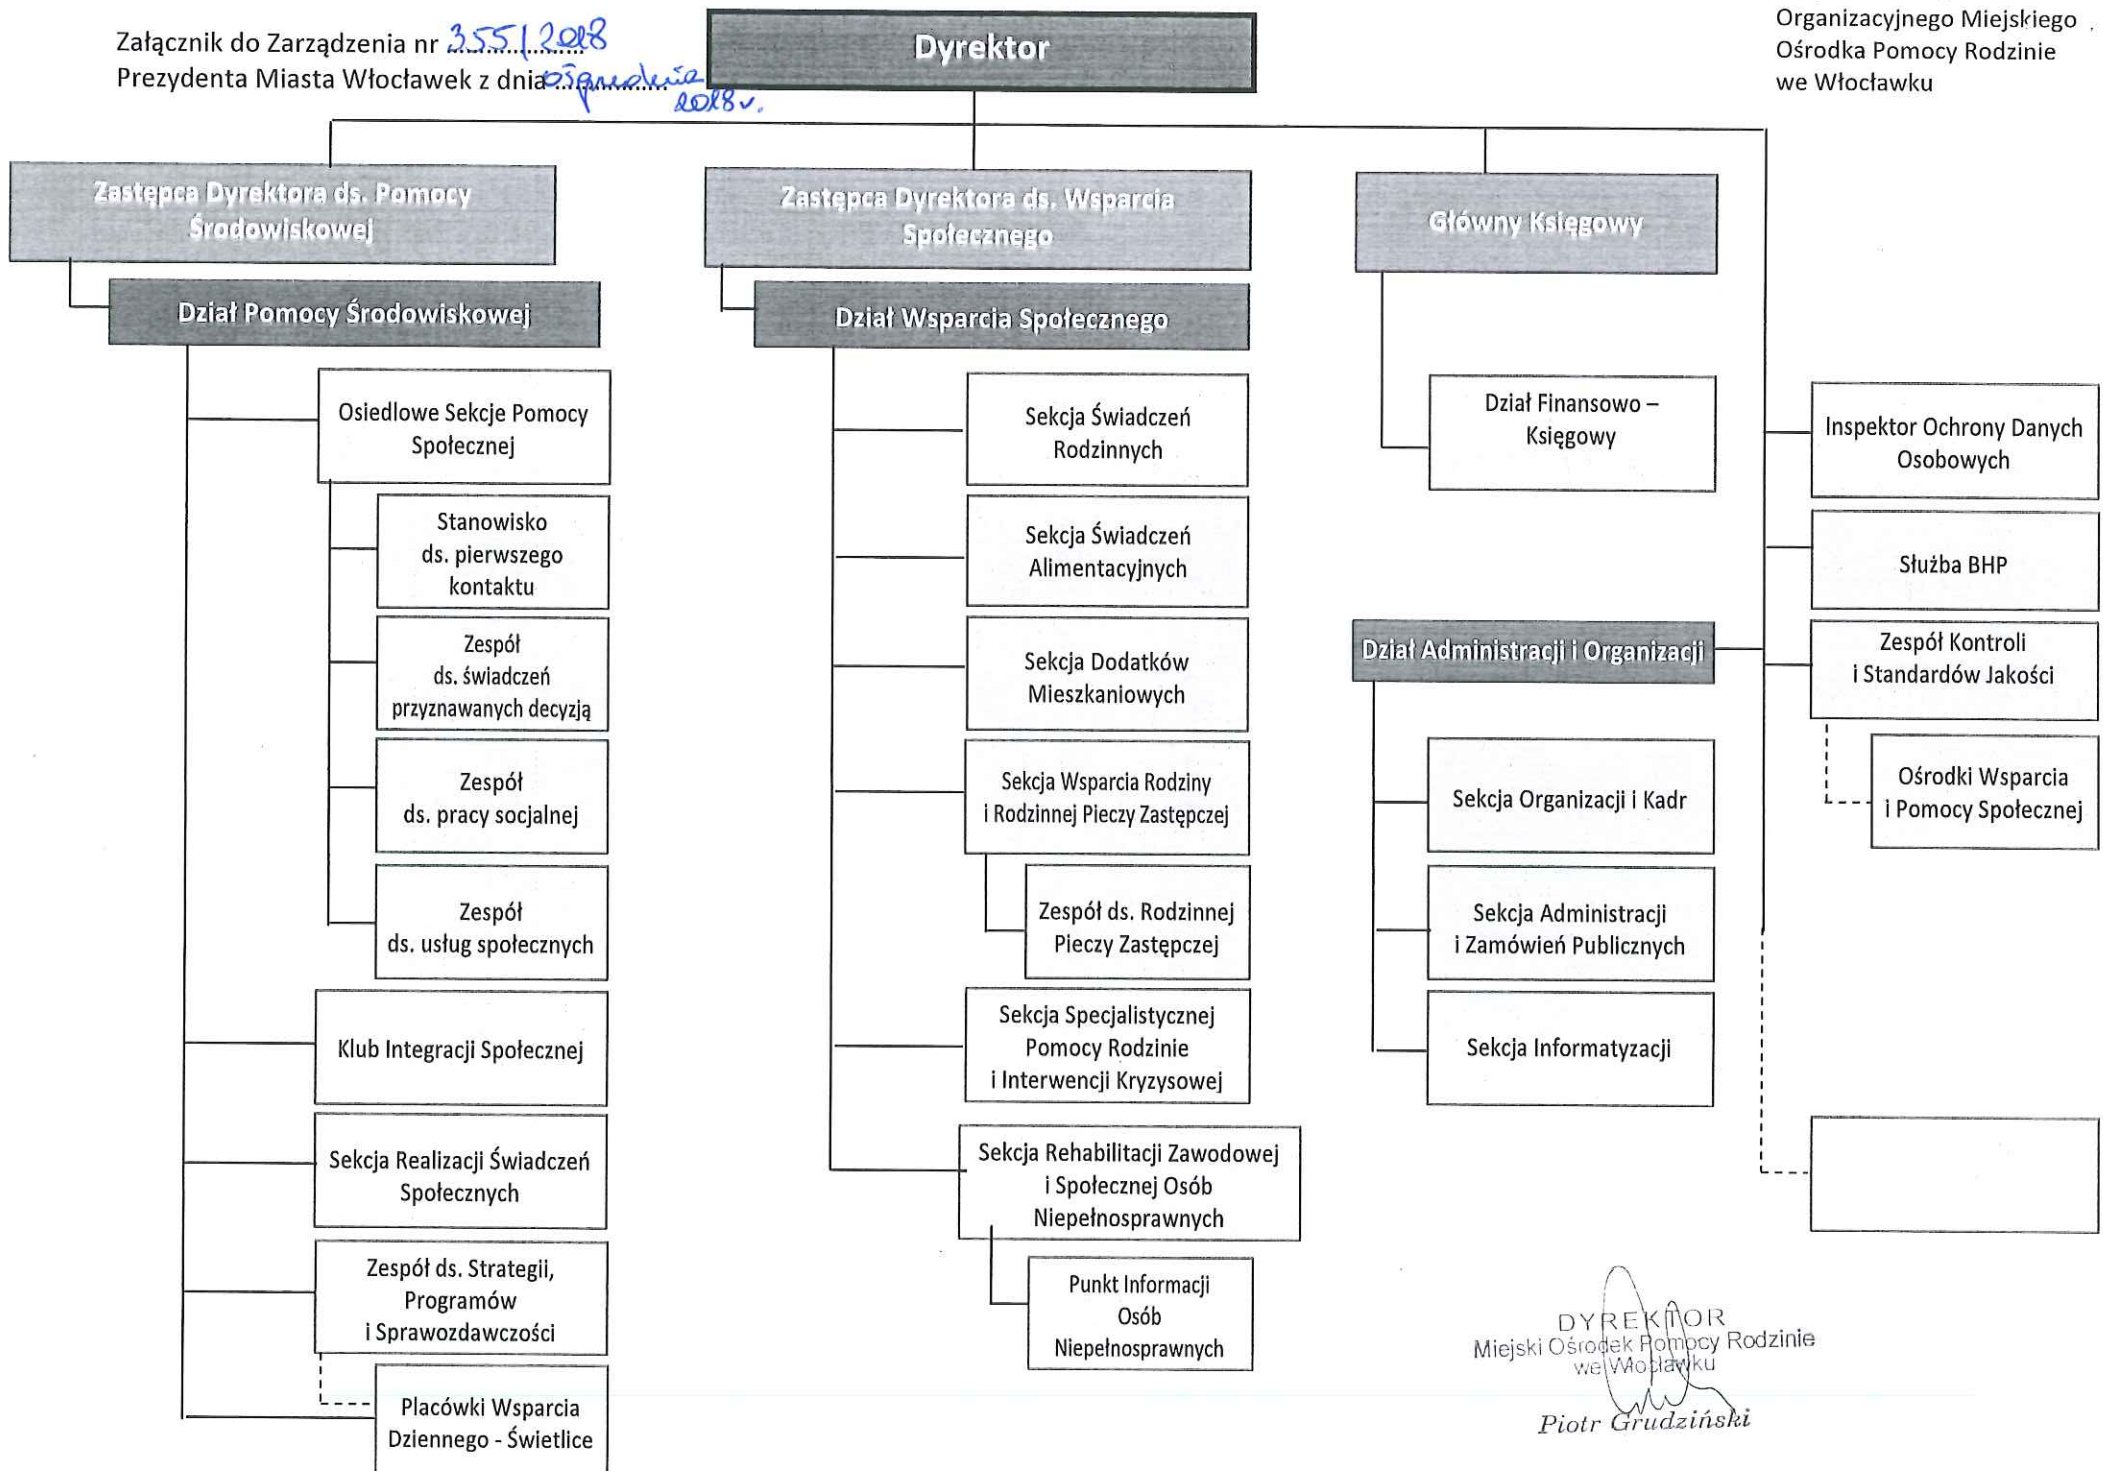 Załącznik do Zarządzenia nr 355/2018
Prezydenta Miasta Włocławek z dnia
2018 r.
Organizacyjnego Miejskiego
Ośrodka Pomocy Rodzinie
we Włocławku
Dyrektor
Zastępca Dyrektora ds. Pomocy
Środowiskowej
Dział Pomocy Środowiskowej
Osiedlowe Sekcje Pomocy
Społecznej
Stanowisko
ds. pierwszego
kontaktu
Zespół
ds. świadczeń
przyznawanych decyzją
Zespół
ds. pracy socjalnej
Zespół
ds. usług społecznych
Klub Integracji Społecznej
Sekcja Realizacji Świadczeń
Społecznych
Zespół ds. Strategii,
Programów
i Sprawozdawczości
Placówki Wsparcia
Dziennego - Świetlice
Zastępca Dyrektora ds. Wsparcia
Społecznego
Dział Wsparcia Społecznego
Sekcja Świadczeń
Rodzinnych
Sekcja Świadczeń
Alimentacyjnych
Sekcja Dodatków
Mieszkaniowych
Sekcja Wsparcia Rodziny
i Rodzinnej Pieczy Zastępczej
Zespół ds. Rodzinnej
Pieczy Zastępczej
Sekcja Specjalistycznej
Pomocy Rodzinie
i Interwencji Kryzysowej
Sekcja Rehabilitacji Zawodowej
i Społecznej Osób
Niepełnosprawnych
Punkt Informacji
Osób
Niepełnosprawnych
Główny Księgowy
Dział Finansowo –
Księgowy
Dział Administracji i Organizacji
Sekcja Organizacji i Kadr
Sekcja Administracji
i Zamówień Publicznych
Sekcja Informatyzacji
Inspektor Ochrony Danych
Osobowych
Służba BHP
Zespół Kontroli
i Standardów Jakości
Ośrodki Wsparcia
i Pomocy Społecznej
DYREKTOR
Miejski Ośrodek Pomocy Rodzinie
we Włocławku
Piotr Grudziński